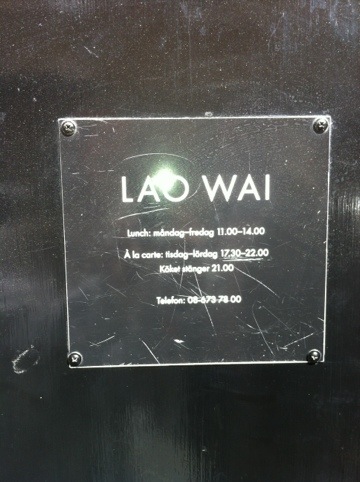 LAO WAI
Lunch: måndag–fredag 11.00–14.00
À la carte: tisdag–lördag 17.30–22.00
Köket stänger 21.00
Telefon: 08-673-78 00